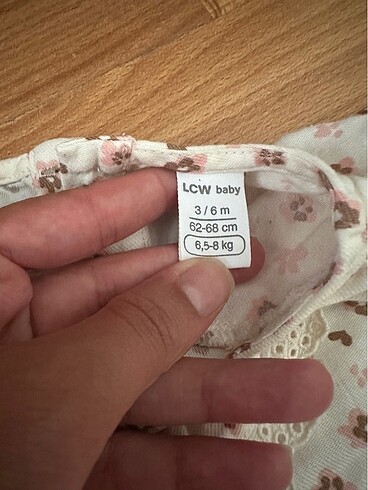 LCW baby
3 / 6 m
62-68 cm
6,5-8 kg